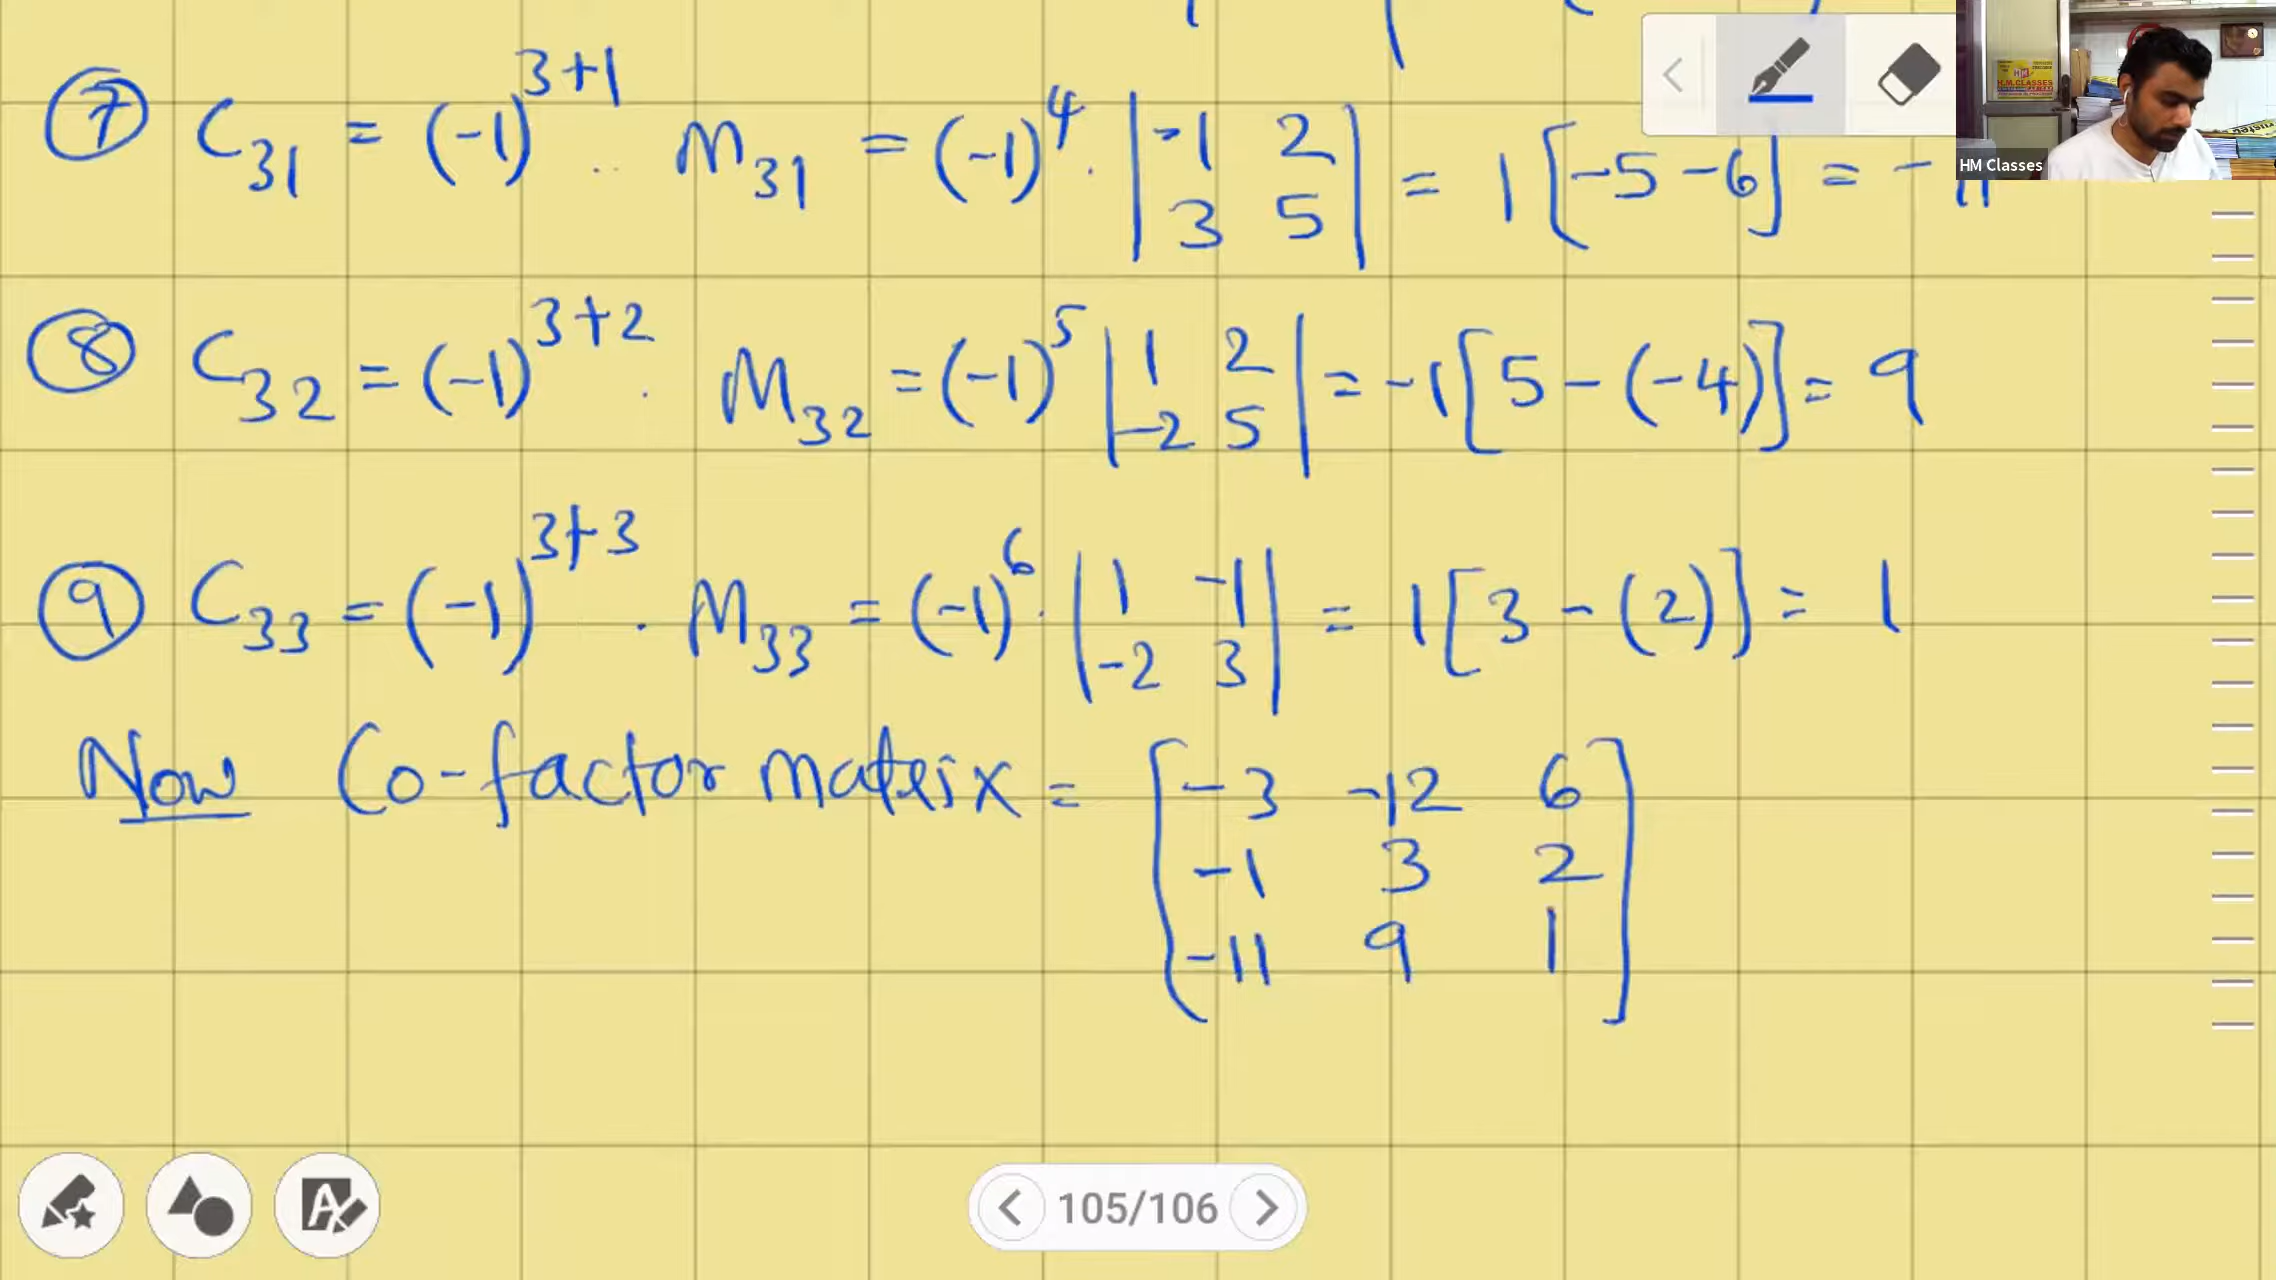 ⑦ C₃₁ = (-1)³⁺¹ . M₃₁ = (-1)⁴ . |-1 2; 3 5| = 1[-5-6] = -11
⑧ C₃₂ = (-1)³⁺² . M₃₂ = (-1)⁵ |1 2; -2 5| = -1[5-(-4)] = 9
⑨ C₃₃ = (-1)³⁺³ . M₃₃ = (-1)⁶ . |1 -1; -2 3| = 1[3-(2)] = 1
Now Co-factor matrix = [-3 -12 6
-1 3 2
-11 9 1]
HM Classes
105/106